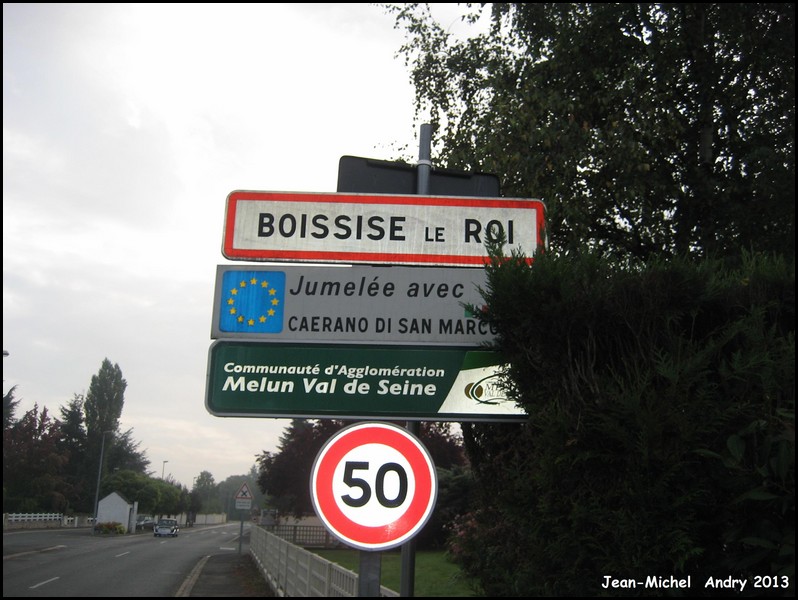 BOISSISE LE ROI
Jumelée avec
CAERANO DI SAN MARCO
Communauté d'Agglomération
Melun Val de Seine
50
Jean-Michel Andry 2013